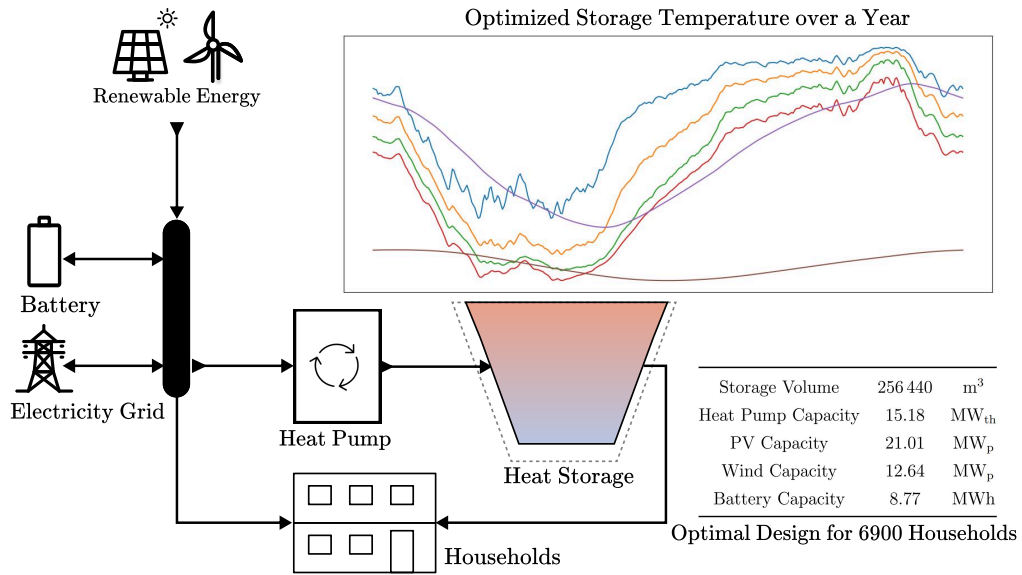 Optimized Storage Temperature over a Year
Renewable Energy
Battery
Electricity Grid
Heat Pump
Heat Storage
Households
Storage Volume 256 440 m³
Heat Pump Capacity 15.18 MWth
PV Capacity 21.01 MWp
Wind Capacity 12.64 MWp
Battery Capacity 8.77 MWh
Optimal Design for 6900 Households